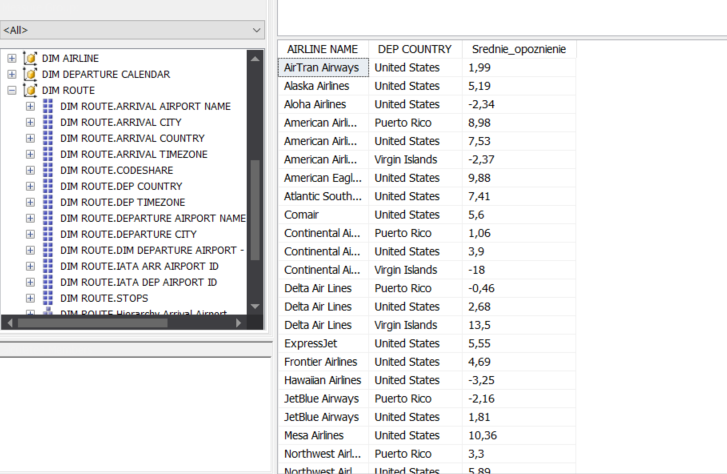 <All>
DIM AIRLINE
DIM DEPARTURE CALENDAR
DIM ROUTE
DIM ROUTE.ARRIVAL AIRPORT NAME
DIM ROUTE.ARRIVAL CITY
DIM ROUTE.ARRIVAL COUNTRY
DIM ROUTE.ARRIVAL TIMEZONE
DIM ROUTE.CODESHARE
DIM ROUTE.DEP COUNTRY
DIM ROUTE.DEP TIMEZONE
DIM ROUTE.DEPARTURE AIRPORT NAME
DIM ROUTE.DEPARTURE CITY
DIM ROUTE.DIM DEPARTURE AIRPORT -
DIM ROUTE.IATA ARR AIRPORT ID
DIM ROUTE.IATA DEP AIRPORT ID
DIM ROUTE.STOPS
DIM ROUTE.Hierarchy Arrival Airport
AIRLINE NAME DEP COUNTRY Srednie_opoznienie
AirTran Airways United States 1,99
Alaska Airlines United States 5,19
Aloha Airlines United States -2,34
American Airli... Puerto Rico 8,98
American Airli... United States 7,53
American Airli... Virgin Islands -2,37
American Eagl... United States 9,88
Atlantic South... United States 7,41
Comair United States 5,6
Continental Ai... Puerto Rico 1,06
Continental Ai... United States 3,9
Continental Ai... Virgin Islands -18
Delta Air Lines Puerto Rico -0,46
Delta Air Lines United States 2,68
Delta Air Lines Virgin Islands 13,5
ExpressJet United States 5,55
Frontier Airlines United States 4,69
Hawaiian Airlines United States -3,25
JetBlue Airways Puerto Rico -2,16
JetBlue Airways United States 1,81
Mesa Airlines United States 10,36
Northwest Airl... Puerto Rico 3,3
Northwest Airl... United States 5,89